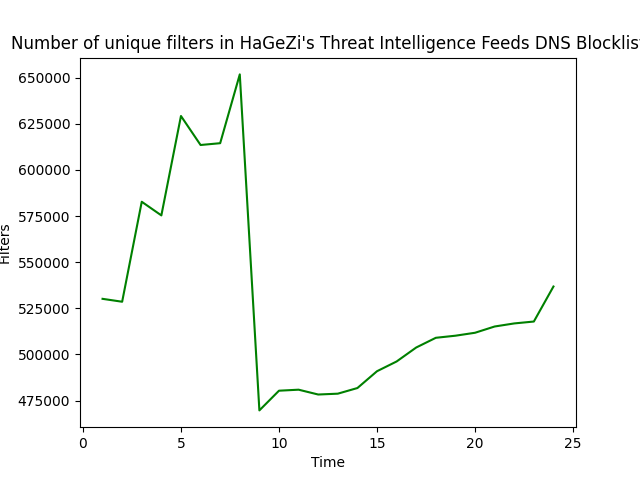 Number of unique filters in HaGeZi's Threat Intelligence Feeds DNS Blocklist
650000
625000
600000
575000
550000
525000
500000
475000
Filters
0 5 10 15 20 25
Time